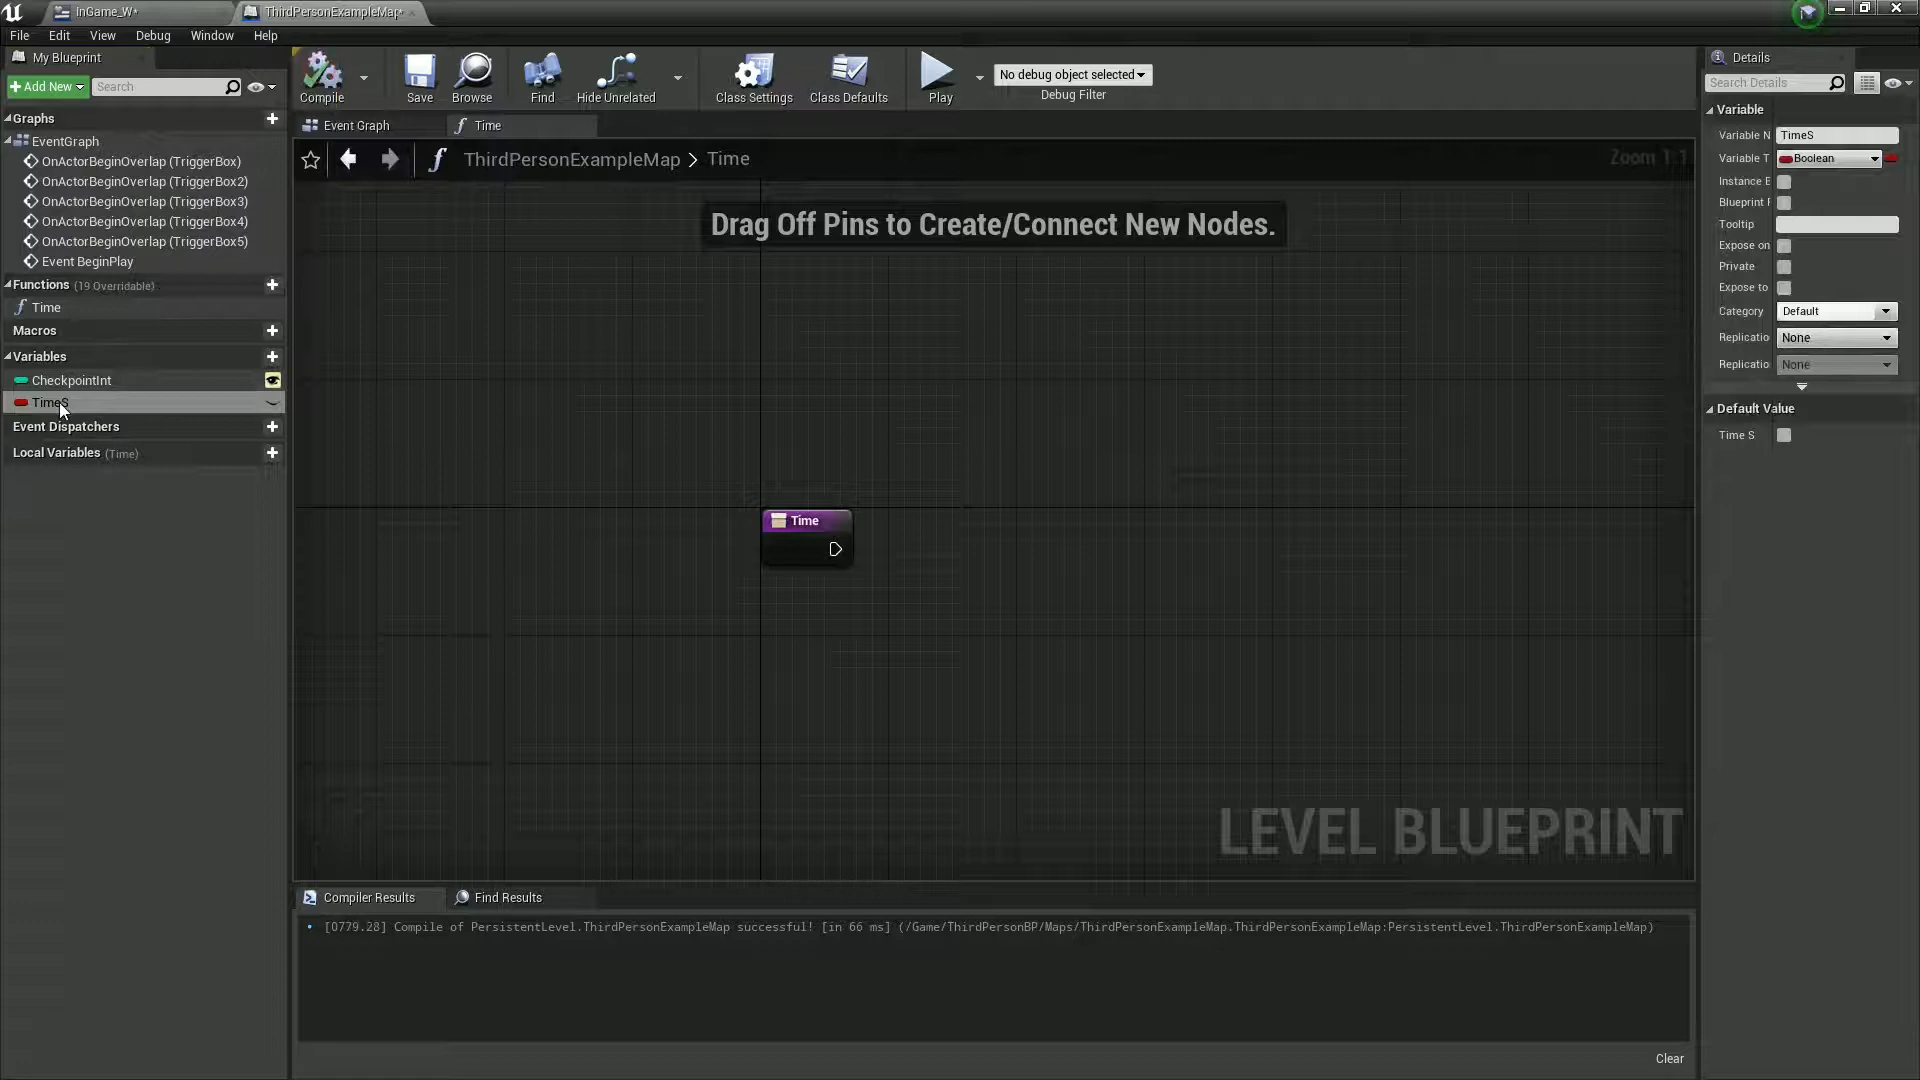 InGame_W*
ThirdPersonExampleMap*
File Edit View Debug Window Help
My Blueprint
Add New
Search
Compile
Save
Browse
Find
Hide Unrelated
Class Settings
Class Defaults
Play
No debug object selected
Debug Filter
Details
Search Details
Graphs
EventGraph
OnActorBeginOverlap (TriggerBox)
OnActorBeginOverlap (TriggerBox2)
OnActorBeginOverlap (TriggerBox3)
OnActorBeginOverlap (TriggerBox4)
OnActorBeginOverlap (TriggerBox5)
Event BeginPlay
Functions (19 Overridable)
Time
Macros
Variables
CheckpointInt
TimeS
Event Dispatchers
Local Variables (Time)
Event Graph
Time
ThirdPersonExampleMap > Time
Zoom 1:1
Drag Off Pins to Create/Connect New Nodes.
Time
LEVEL BLUEPRINT
Compiler Results
Find Results
[0779.28] Compile of PersistentLevel.ThirdPersonExampleMap successful! [in 66 ms] (/Game/ThirdPersonBP/Maps/ThirdPersonExampleMap.ThirdPersonExampleMap:PersistentLevel.ThirdPersonExampleMap)
Clear
Variable
Variable N TimeS
Variable T Boolean
Instance E
Blueprint F
Tooltip
Expose on
Private
Expose to
Category Default
Replicatio None
Replicatio None
Default Value
Time S